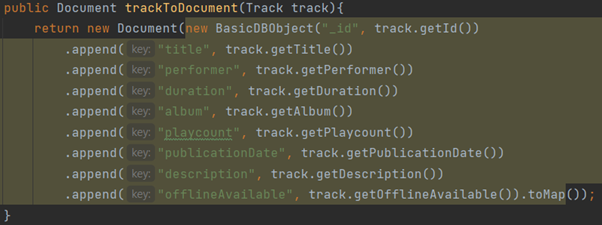 public Document trackToDocument(Track track){
return new Document(new BasicDBObject("_id", track.getId())
.append( key: "title", track.getTitle())
.append( key: "performer", track.getPerformer())
.append( key: "duration", track.getDuration())
.append( key: "album", track.getAlbum())
.append( key: "playcount", track.getPlaycount())
.append( key: "publicationDate", track.getPublicationDate())
.append( key: "description", track.getDescription())
.append( key: "offlineAvailable", track.getOfflineAvailable()).toMap());
}